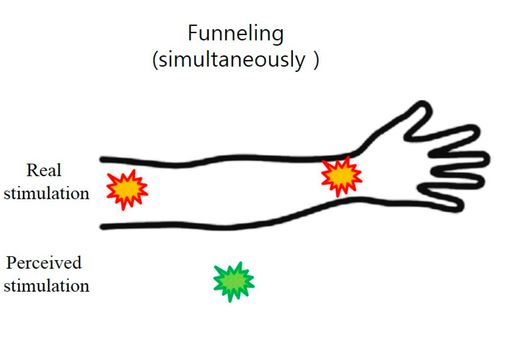 Funneling
(simultaneously )
Real
stimulation
Perceived
stimulation